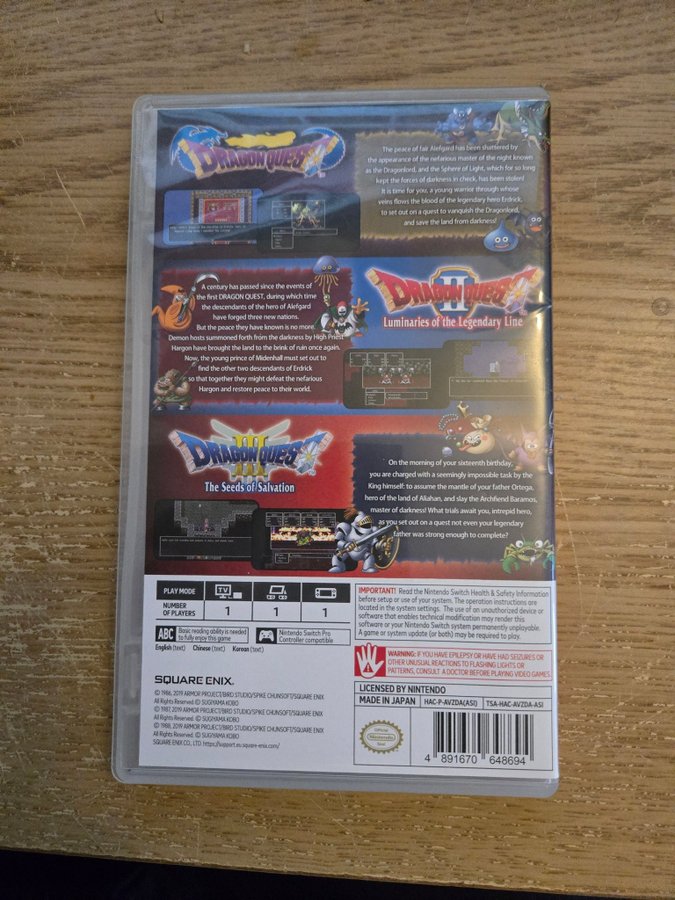 DRAGON QUEST
The peace of fair Alefgard has been shattered by
the appearance of the nefarious master of the night known
as the Dragonlord, and the Sphere of Light, which for so long
kept the forces of darkness in check, has been stolen!
It is time for you, a young warrior through whose
veins flows the blood of the legendary hero Erdrick,
to set out on a quest to vanquish the Dragonlord,
and save the land from darkness!
A century has passed since the events of
the first DRAGON QUEST, during which time
the descendants of the hero of Alefgard
have forged three new nations.
But the peace they have known is no more.
Demon hosts summoned forth from the darkness by High Priest
Hargon have brought the land to the brink of ruin once again.
Now, the young prince of Midenhall must set out to
find the other two descendants of Erdrick
so that together they might defeat the nefarious
Hargon and restore peace to their world.
DRAGON QUEST II
Luminaries of the Legendary Line
DRAGON QUEST III
The Seeds of Salvation
On the morning of your sixteenth birthday,
you are charged with a seemingly impossible task by the
King himself: to assume the mantle of your father Ortega,
hero of the land of Aliahan, and slay the Archfiend Baramos,
master of darkness! What trials await you, intrepid hero,
as you set out on a quest not even your legendary
father was strong enough to complete?
PLAY MODE
TV
NUMBER OF PLAYERS
1 1 1
ABC Basic reading ability is needed
to fully enjoy this game
Nintendo Switch Pro
Controller compatible
English (text) Chinese (text) Korean (text)
IMPORTANT! Read the Nintendo Switch Health & Safety Information
before setup or use of your system. The operation instructions are
located in the system settings. The use of an unauthorized device or
software that enables technical modification may render this
software or your Nintendo Switch system permanently unplayable.
A game or system update (or both) may be required to play.
WARNING: IF YOU HAVE EPILEPSY OR HAVE HAD SEIZURES OR
OTHER UNUSUAL REACTIONS TO FLASHING LIGHTS OR
PATTERNS, CONSULT A DOCTOR BEFORE PLAYING VIDEO GAMES.
SQUARE ENIX.
© 1986, 2019 ARMOR PROJECT/BIRD STUDIO/SPIKE CHUNSOFT/SQUARE ENIX
All Rights Reserved. © SUGIYAMA KOBO
© 1987, 2019 ARMOR PROJECT/BIRD STUDIO/SPIKE CHUNSOFT/SQUARE ENIX
All Rights Reserved. © SUGIYAMA KOBO
© 1988, 2019 ARMOR PROJECT/BIRD STUDIO/SPIKE CHUNSOFT/SQUARE ENIX
All Rights Reserved. © SUGIYAMA KOBO
SQUARE ENIX CO., LTD. https://support.eu.square-enix.com/
LICENSED BY NINTENDO
MADE IN JAPAN HAC-P-AVZDA(ASI) TSA-HAC-AVZDA-ASI
Official
Nintendo
Seal
4 891670 648694